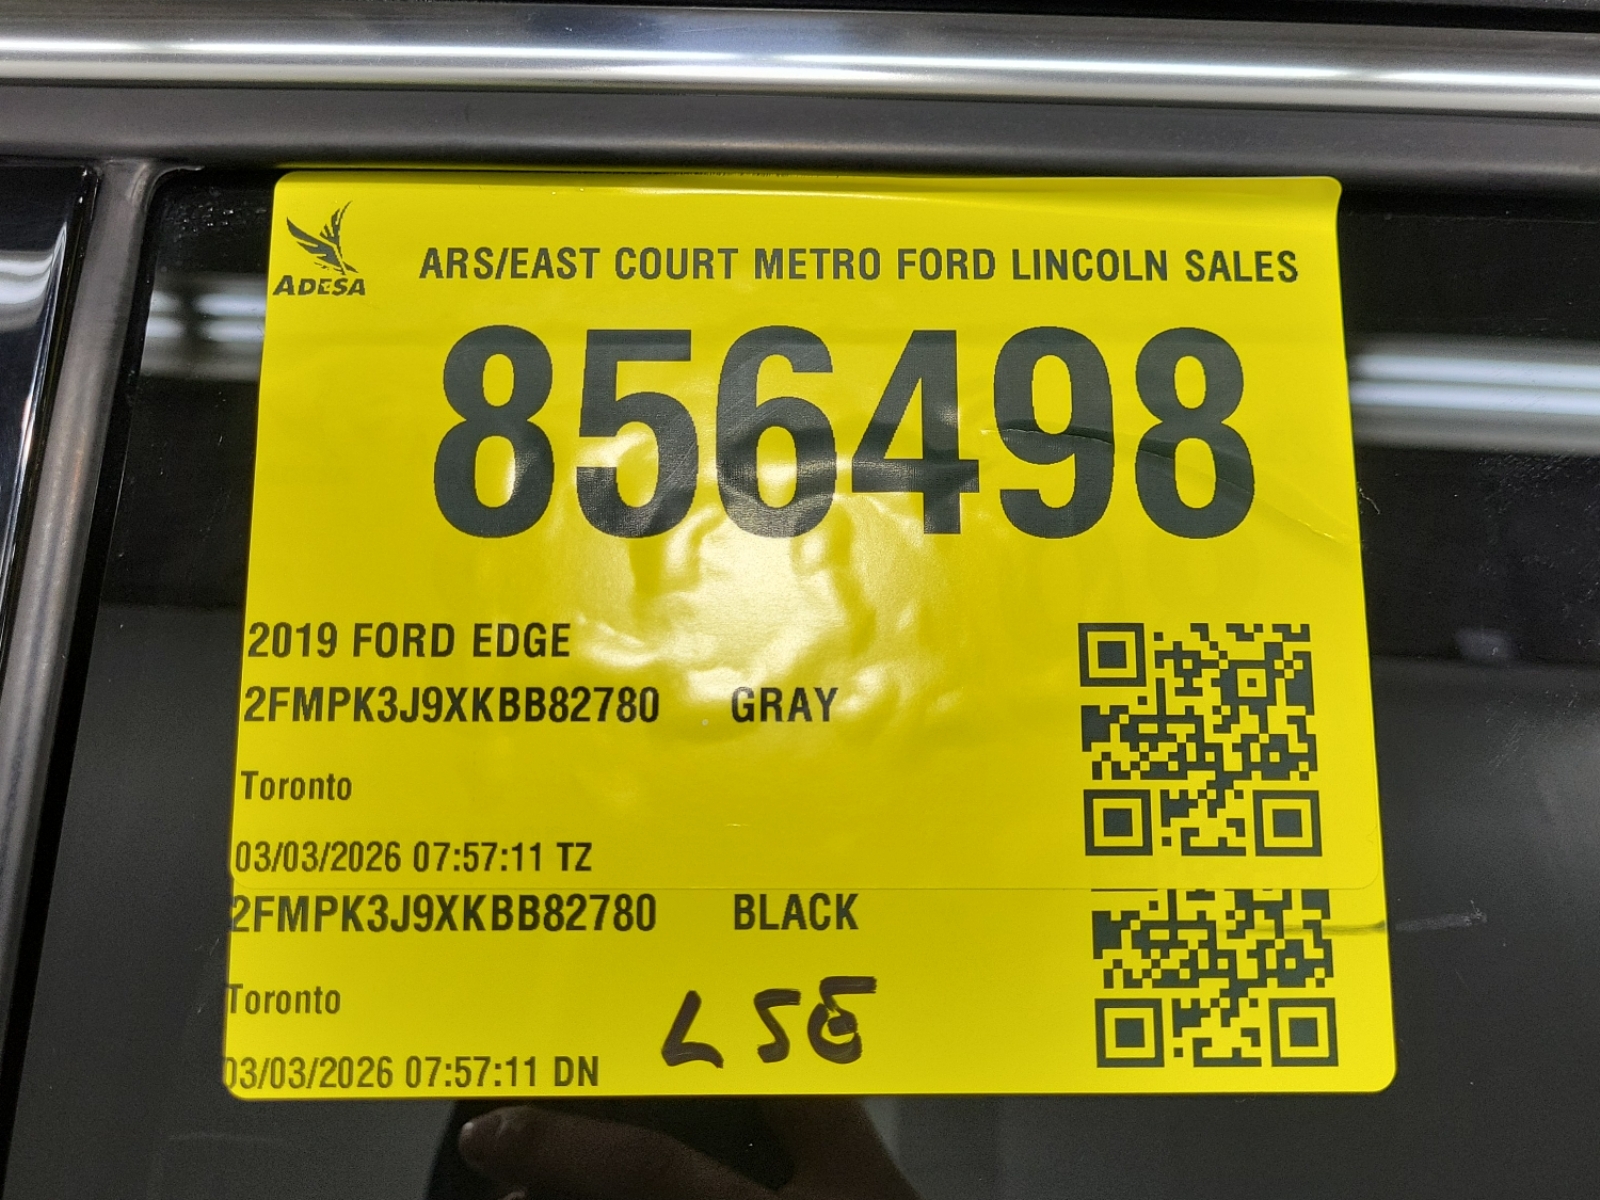 ADESA
ARS/EAST COURT METRO FORD LINCOLN SALES
856498
2019 FORD EDGE
2FMPK3J9XKBB82780 GRAY
Toronto
03/03/2026 07:57:11 TZ
2FMPK3J9XKBB82780 BLACK
Toronto
03/03/2026 07:57:11 DN